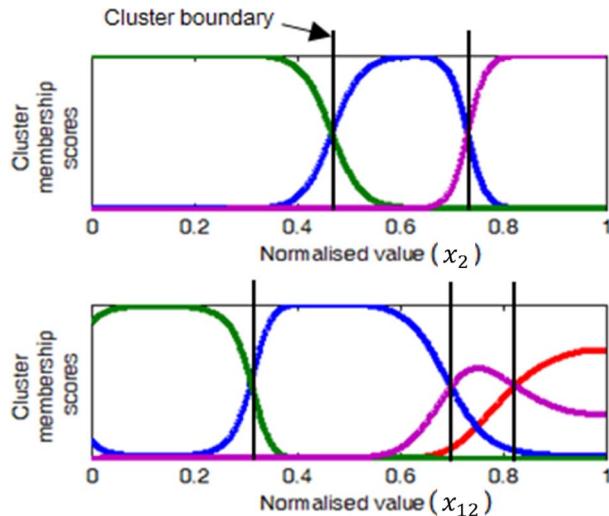 Cluster boundary
Cluster
membership
scores
0 0.2 0.4 0.6 0.8 1
Normalised value (x₂)
Cluster
membership
scores
0 0.2 0.4 0.6 0.8 1
Normalised value (x₁₂)